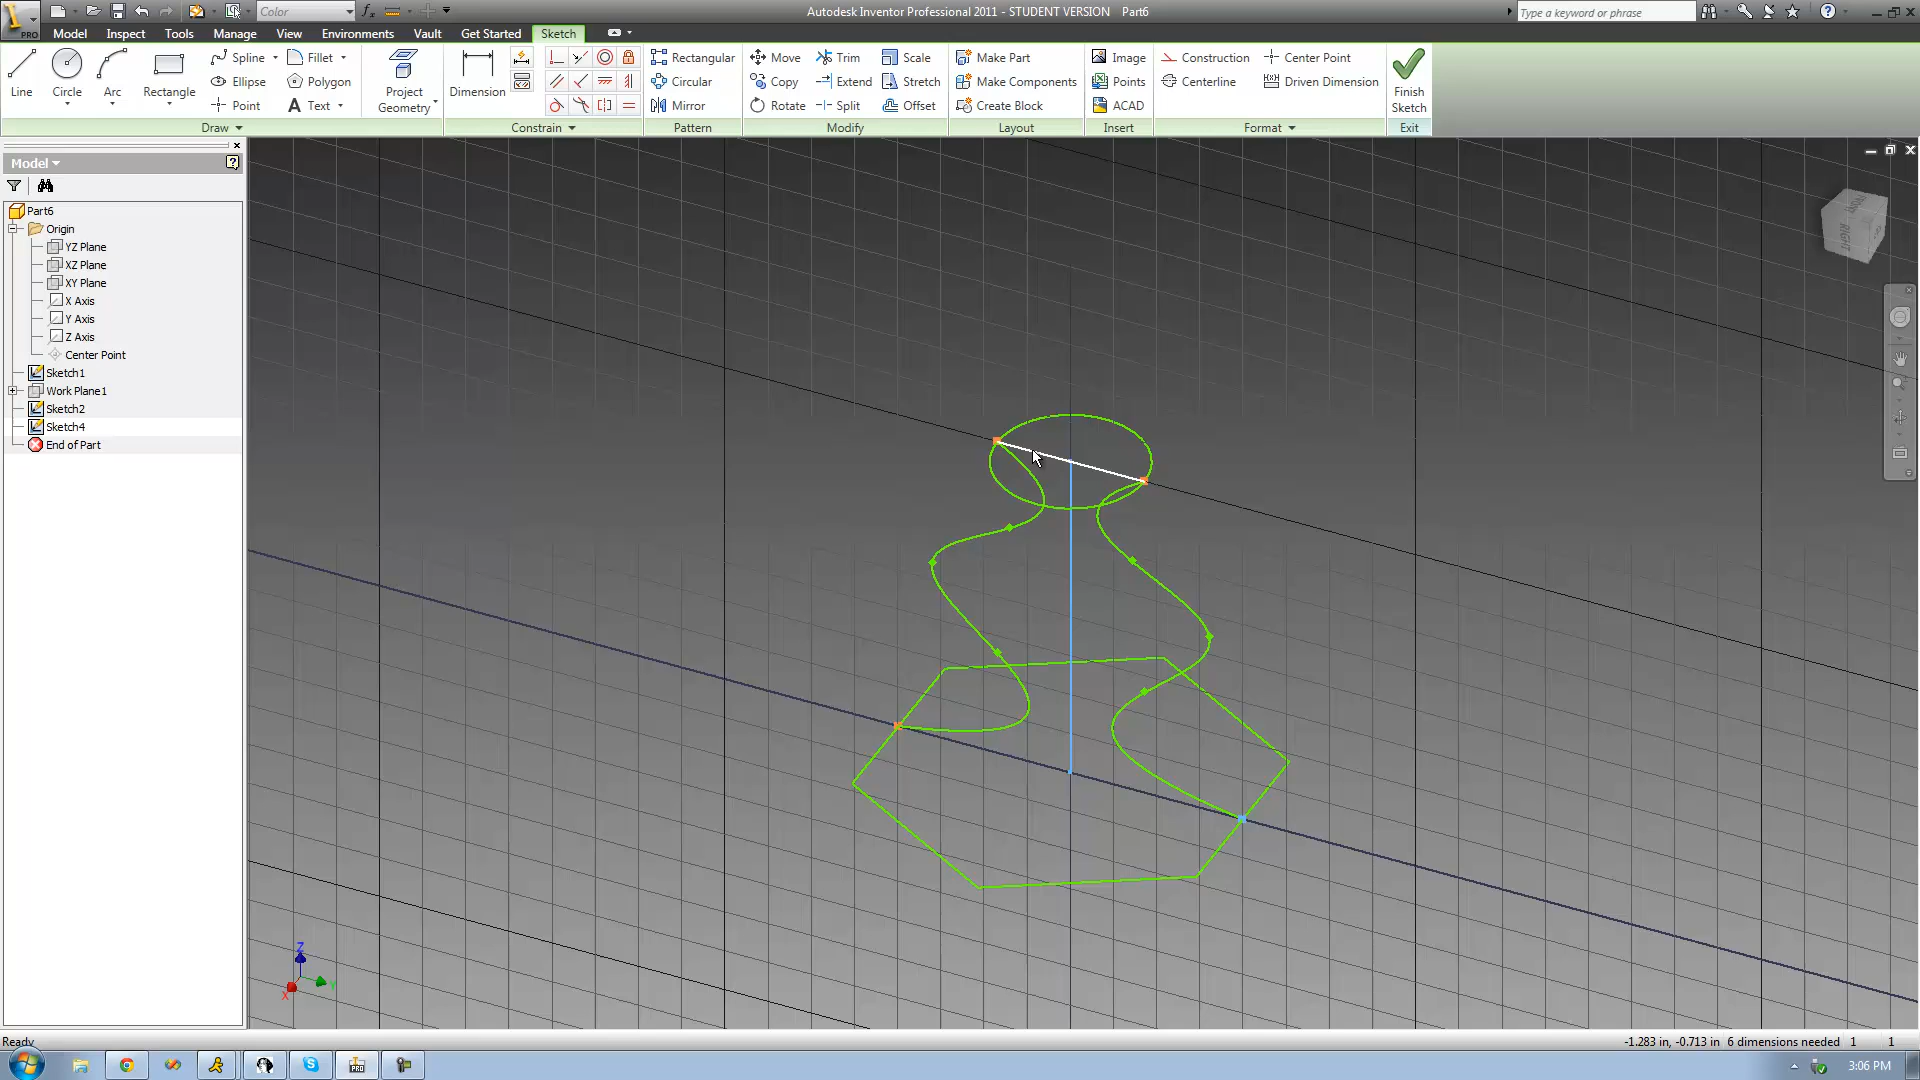 Color
Autodesk Inventor Professional 2011 - STUDENT VERSION Part6
Type a keyword or phrase
PRO
Model Inspect Tools Manage View Environments Vault Get Started Sketch
Line Circle Arc Rectangle
Spline Fillet
Ellipse Polygon
Point Text
Project Geometry
Dimension
Rectangular
Circular
Mirror
Move Trim Scale
Copy Extend Stretch
Rotate Split Offset
Make Part
Make Components
Create Block
Image
Points
ACAD
Construction Center Point
Centerline Driven Dimension
Finish Sketch
Draw Constrain Pattern Modify Layout Insert Format Exit
Model
Part6
Origin
YZ Plane
XZ Plane
XY Plane
X Axis
Y Axis
Z Axis
Center Point
Sketch1
Work Plane1
Sketch2
Sketch4
End of Part
RIGHT
Z
Y
X
Ready
-1.283 in, -0.713 in 6 dimensions needed 1 1
PRO
3:06 PM